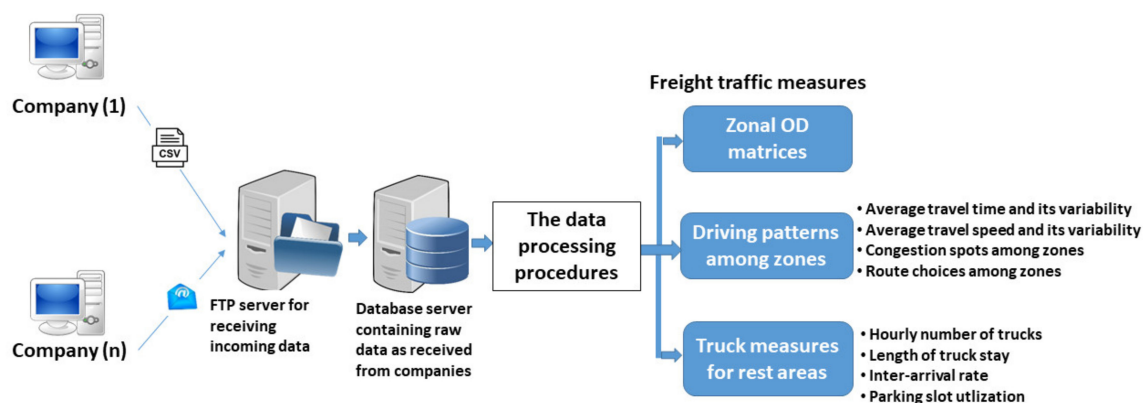 Company (1)
CSV
Company (n)
FTP server for
receiving
incoming data
Database server
containing raw
data as received
from companies
The data
processing
procedures
Freight traffic measures
Zonal OD
matrices
Driving patterns
among zones
• Average travel time and its variability
• Average travel speed and its variability
• Congestion spots among zones
• Route choices among zones
Truck measures
for rest areas
• Hourly number of trucks
• Length of truck stay
• Inter-arrival rate
• Parking slot utlization